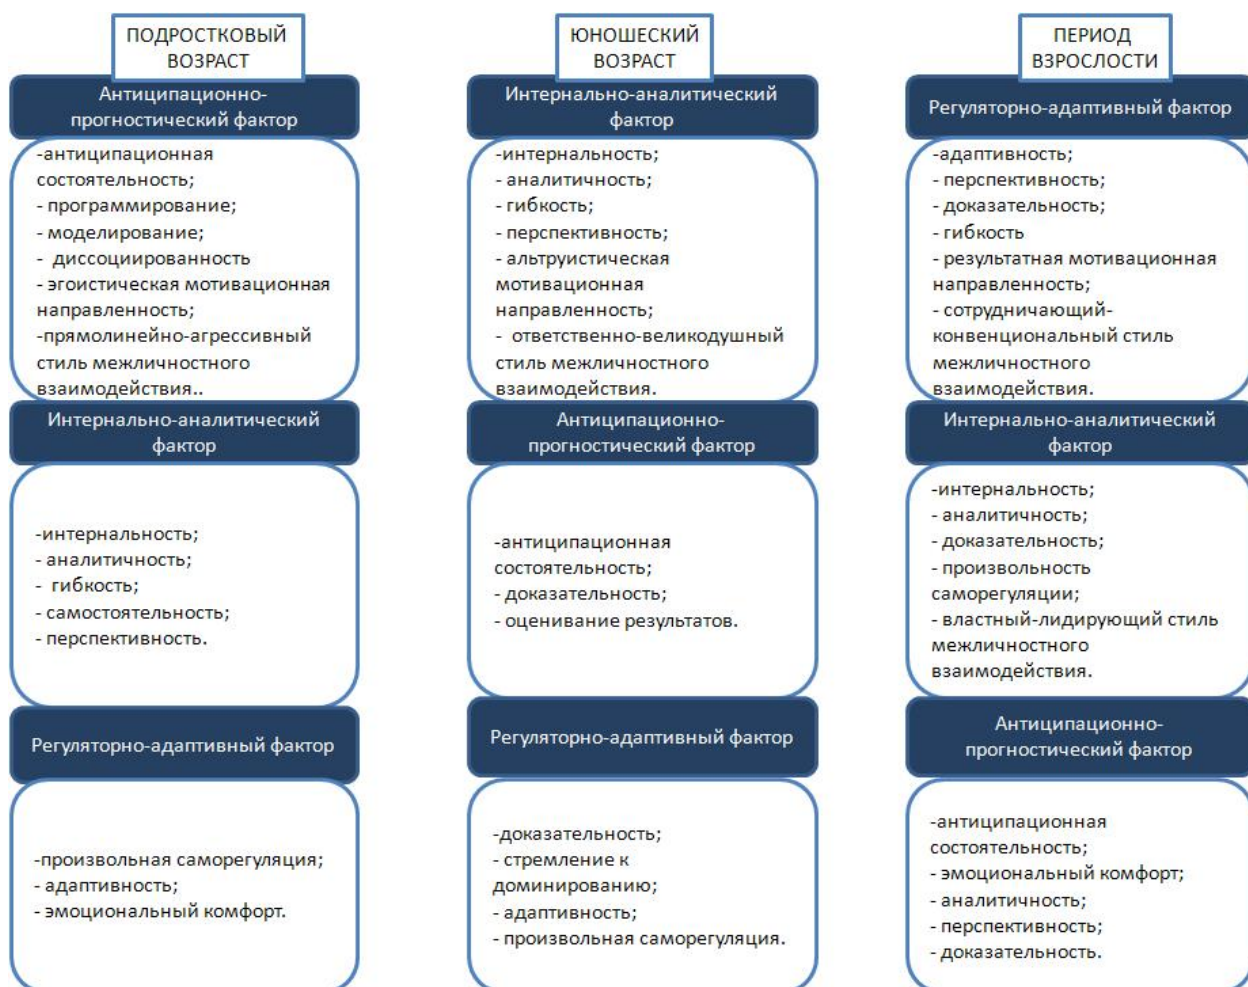 ПОДРОСТКОВЫЙ
ВОЗРАСТ
Антиципационно-
прогностический фактор
-антиципационная
состоятельность;
- программирование;
- моделирование;
-  диссоциированность
- эгоистическая мотивационная
направленность;
-прямолинейно-агрессивный
стиль межличностного
взаимодействия..
Интернально-аналитический
фактор
-интернальность;
- аналитичность;
-  гибкость;
- самостоятельность;
- перспективность.
Регуляторно-адаптивный фактор
-произвольная саморегуляция;
- адаптивность;
- эмоциональный комфорт.
ЮНОШЕСКИЙ
ВОЗРАСТ
Интернально-аналитический
фактор
-интернальность;
- аналитичность;
- гибкость;
- перспективность;
- альтруистическая
мотивационная
направленность;
-  ответственно-великодушный
стиль межличностного
взаимодействия.
Антиципационно-
прогностический фактор
-антиципационная
состоятельность;
- доказательность;
- оценивание результатов.
Регуляторно-адаптивный фактор
-доказательность;
- стремление к
доминированию;
- адаптивность;
- произвольная саморегуляция.
ПЕРИОД
ВЗРОСЛОСТИ
Регуляторно-адаптивный фактор
-адаптивность;
- перспективность;
- доказательность;
- гибкость
- результатная мотивационная
направленность;
- сотрудничающий-
конвенциональный стиль
межличностного
взаимодействия.
Интернально-аналитический
фактор
-интернальность;
- аналитичность;
- доказательность;
- произвольность
саморегуляции;
- властный-лидирующий стиль
межличностного
взаимодействия.
Антиципационно-
прогностический фактор
-антиципационная
состоятельность;
- эмоциональный комфорт;
- аналитичность;
- перспективность;
- доказательность.